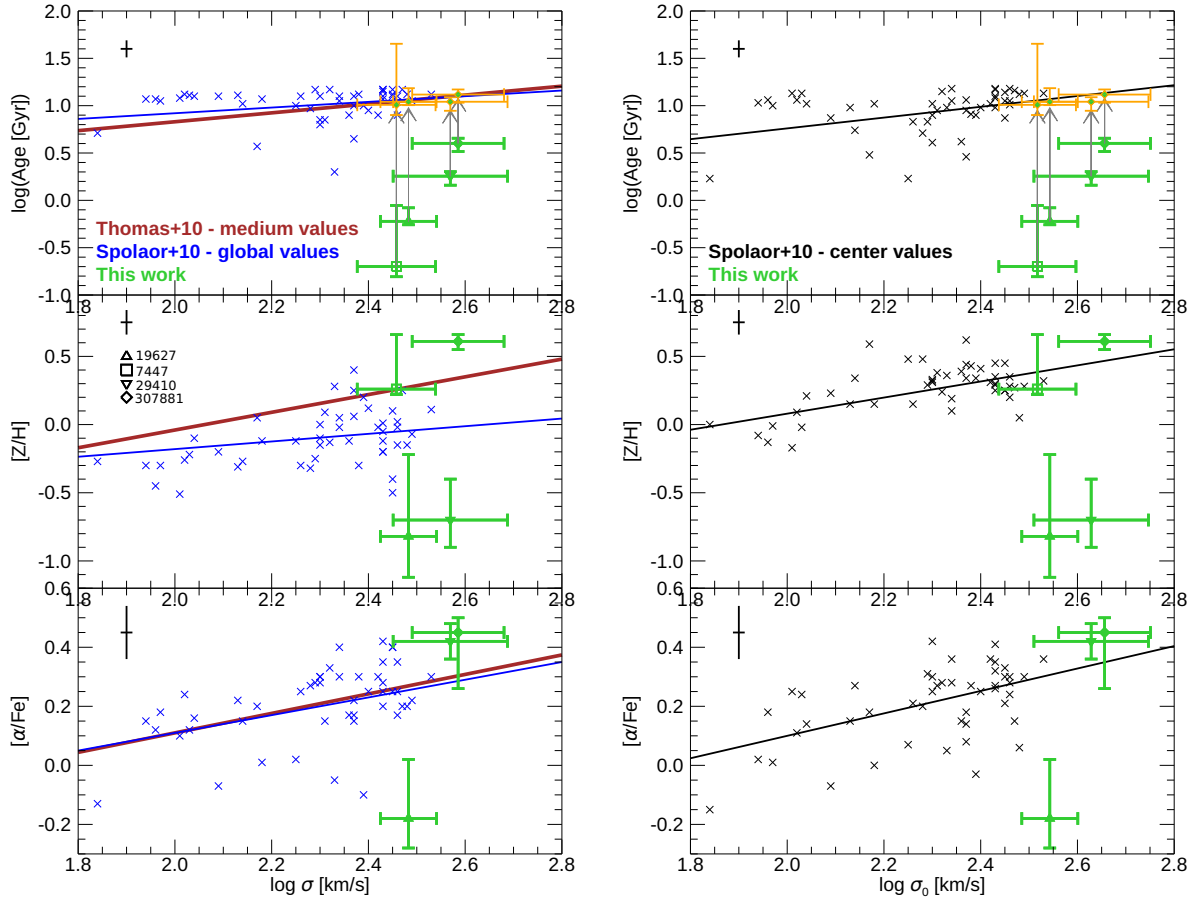 2.0
1.5
1.0
0.5
0.0
-0.5
-1.0
log(Age [Gyr])
Thomas+10 - medium values
Spolaor+10 - global values
This work
1.8 2.0 2.2 2.4 2.6 2.8
2.0
1.5
1.0
0.5
0.0
-0.5
-1.0
log(Age [Gyr])
Spolaor+10 - center values
This work
1.8 2.0 2.2 2.4 2.6 2.8
0.5
0.0
-0.5
-1.0
[Z/H]
19627
7447
29410
307881
1.8 2.0 2.2 2.4 2.6 2.8
0.5
0.0
-0.5
-1.0
[Z/H]
1.8 2.0 2.2 2.4 2.6 2.8
0.6
0.4
0.2
0.0
-0.2
[α/Fe]
1.8 2.0 2.2 2.4 2.6 2.8
log σ [km/s]
0.6
0.4
0.2
0.0
-0.2
[α/Fe]
1.8 2.0 2.2 2.4 2.6 2.8
log σ₀ [km/s]